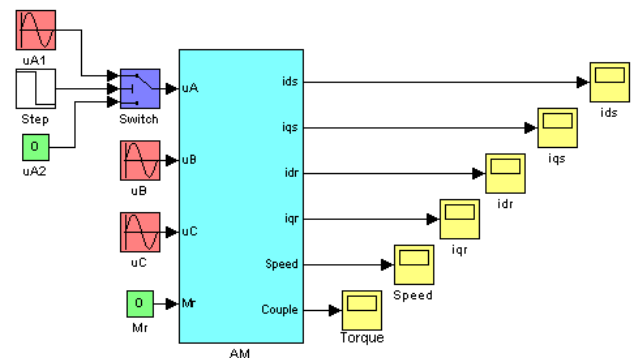 uA1
Step
0
uA2
Switch
uB
uC
0
Mr
uA
uB
uC
Mr
ids
iqs
idr
iqr
Speed
Couple
AM
ids
iqs
idr
iqr
Speed
Torque